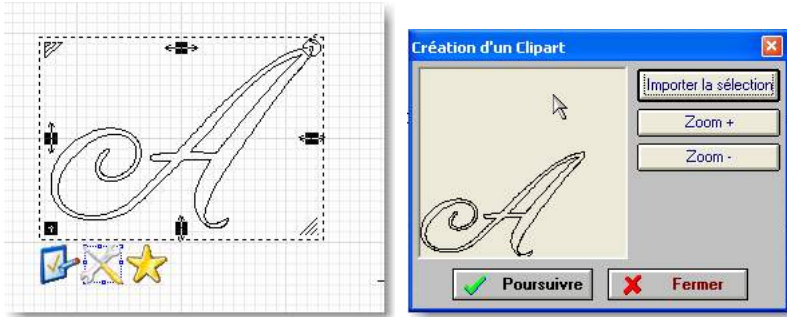 A
Création d'un Clipart
Importer la sélection
A
Zoom +
Zoom -
Poursuivre
Fermer